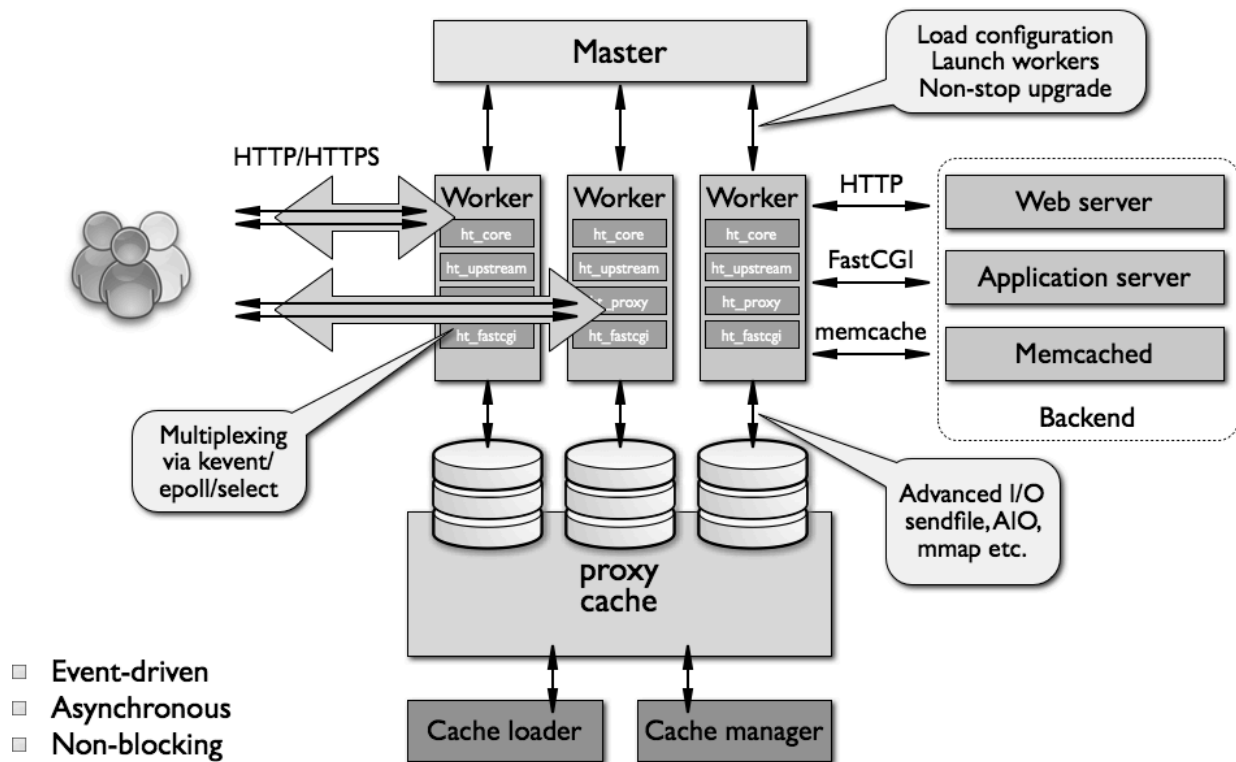 Master
Load configuration
Launch workers
Non-stop upgrade
HTTP/HTTPS
Worker
ht_core
ht_upstream
ht_fastcgi
Worker
ht_core
ht_upstream
ht_proxy
ht_fastcgi
Worker
ht_core
ht_upstream
ht_proxy
ht_fastcgi
HTTP
FastCGI
memcache
Web server
Application server
Memcached
Backend
Multiplexing
via kevent/
epoll/select
Advanced I/O
sendfile, AIO,
mmap etc.
proxy
cache
Event-driven
Asynchronous
Non-blocking
Cache loader
Cache manager